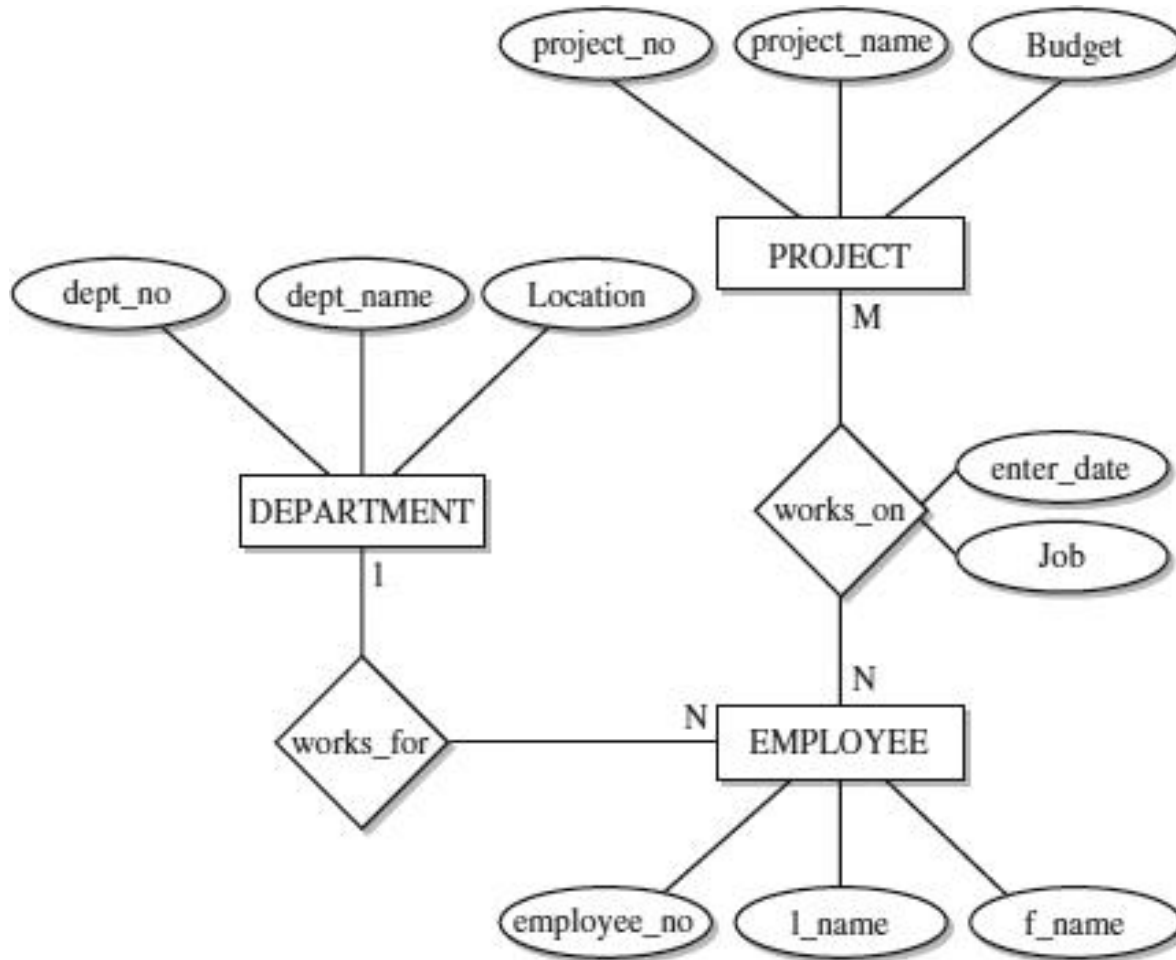 project_no
project_name
Budget
PROJECT
M
dept_no
dept_name
Location
DEPARTMENT
1
works_on
enter_date
Job
works_for
N
N
EMPLOYEE
employee_no
l_name
f_name